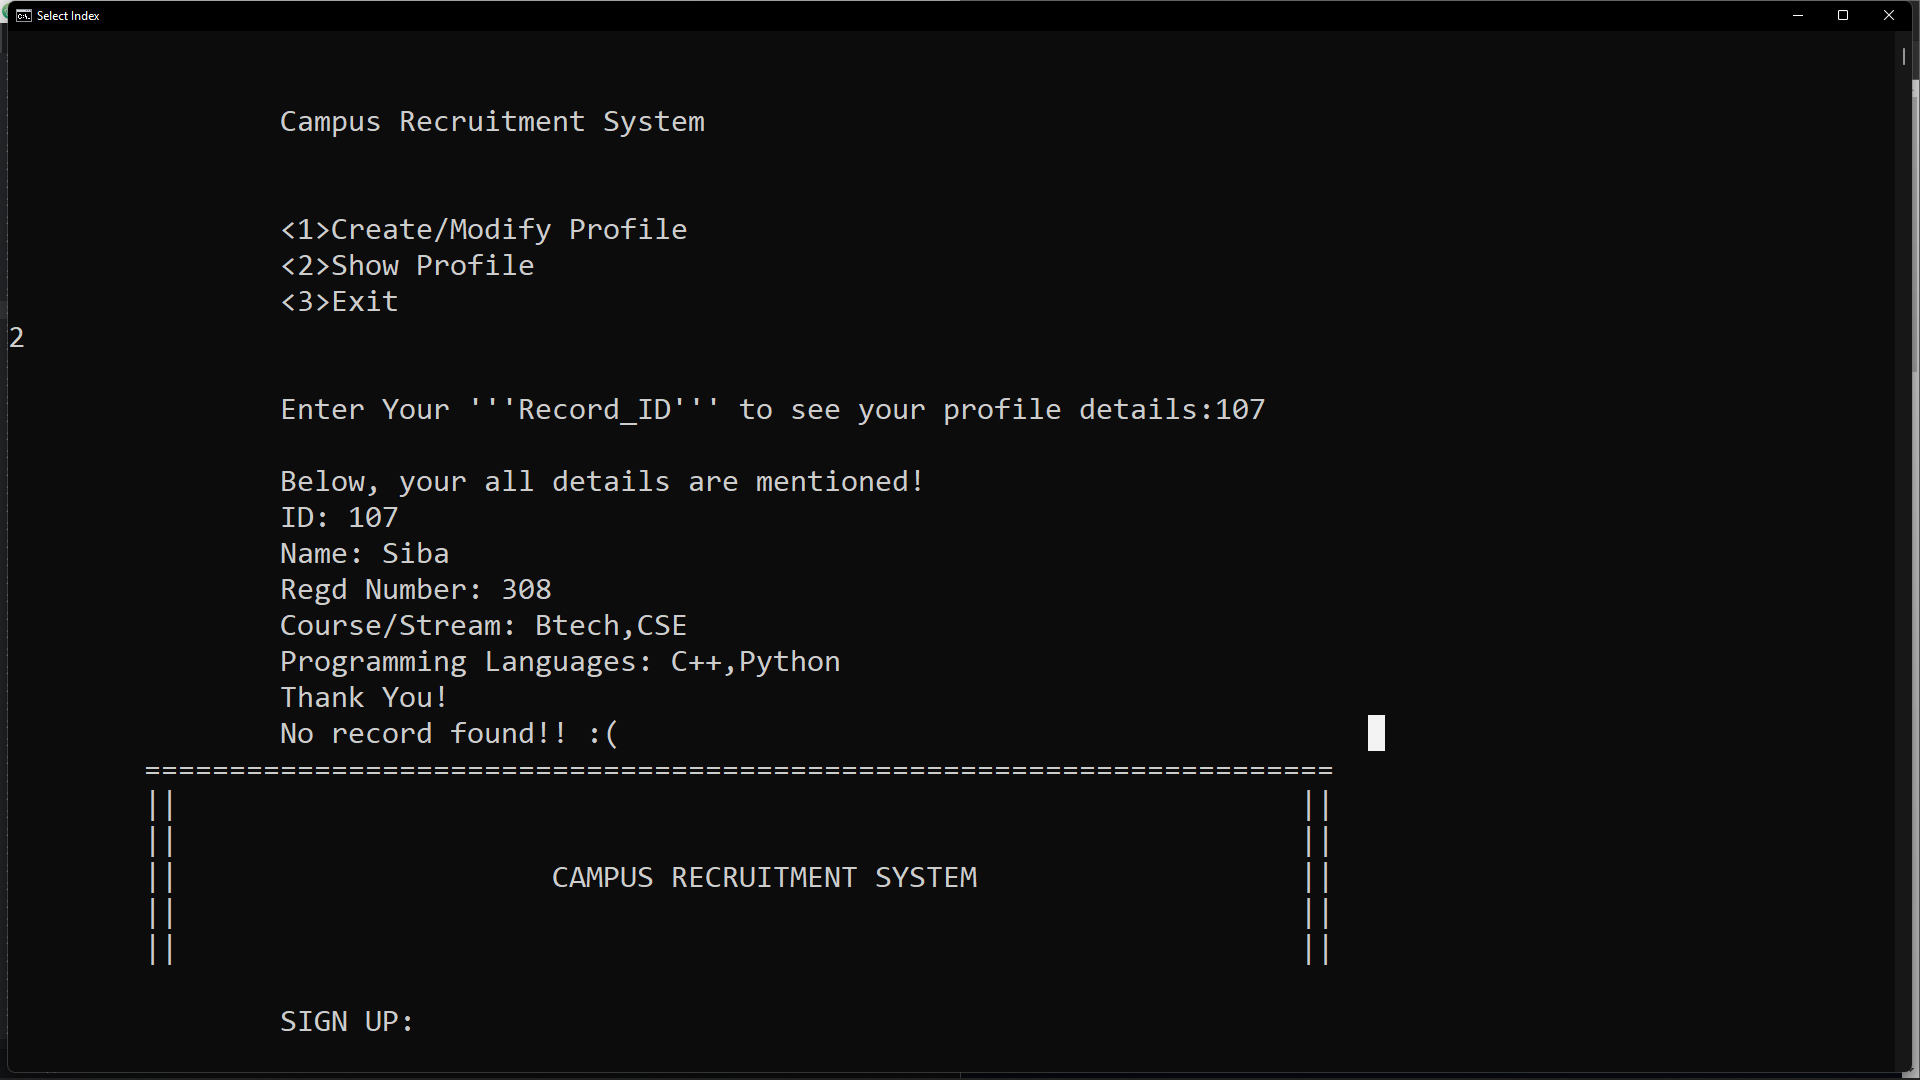 Select Index
Campus Recruitment System
<1>Create/Modify Profile
<2>Show Profile
<3>Exit
2
Enter Your '''Record_ID''' to see your profile details:107
Below, your all details are mentioned!
ID: 107
Name: Siba
Regd Number: 308
Course/Stream: Btech,CSE
Programming Languages: C++,Python
Thank You!
No record found!! :(
======================================================================
||                                                                  ||
||                                                                  ||
||                      CAMPUS RECRUITMENT SYSTEM                   ||
||                                                                  ||
||                                                                  ||
SIGN UP: